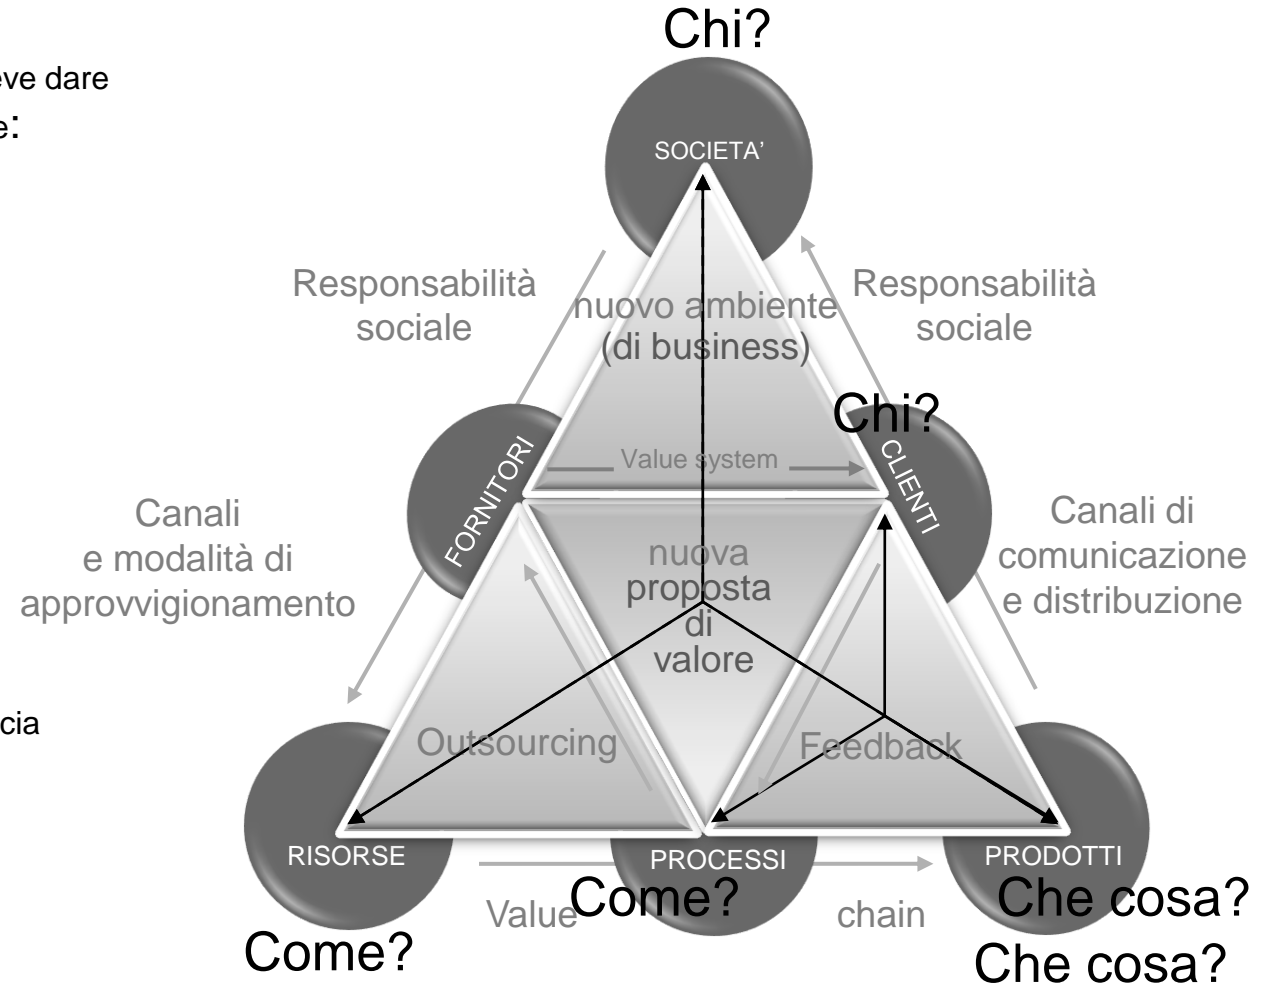 Chi?
eve dare
e:
SOCIETA’
Responsabilità
sociale
nuovo ambiente
(di business)
Responsabilità
sociale
Chi?
Value system
FORNITORI
CLIENTI
Canali
e modalità di
approvvigionamento
nuova
proposta
di
valore
Canali di
comunicazione
e distribuzione
cia
Outsourcing
Feedback
RISORSE
PROCESSI
PRODOTTI
Value
Come?
chain
Che cosa?
Come?
Che cosa?